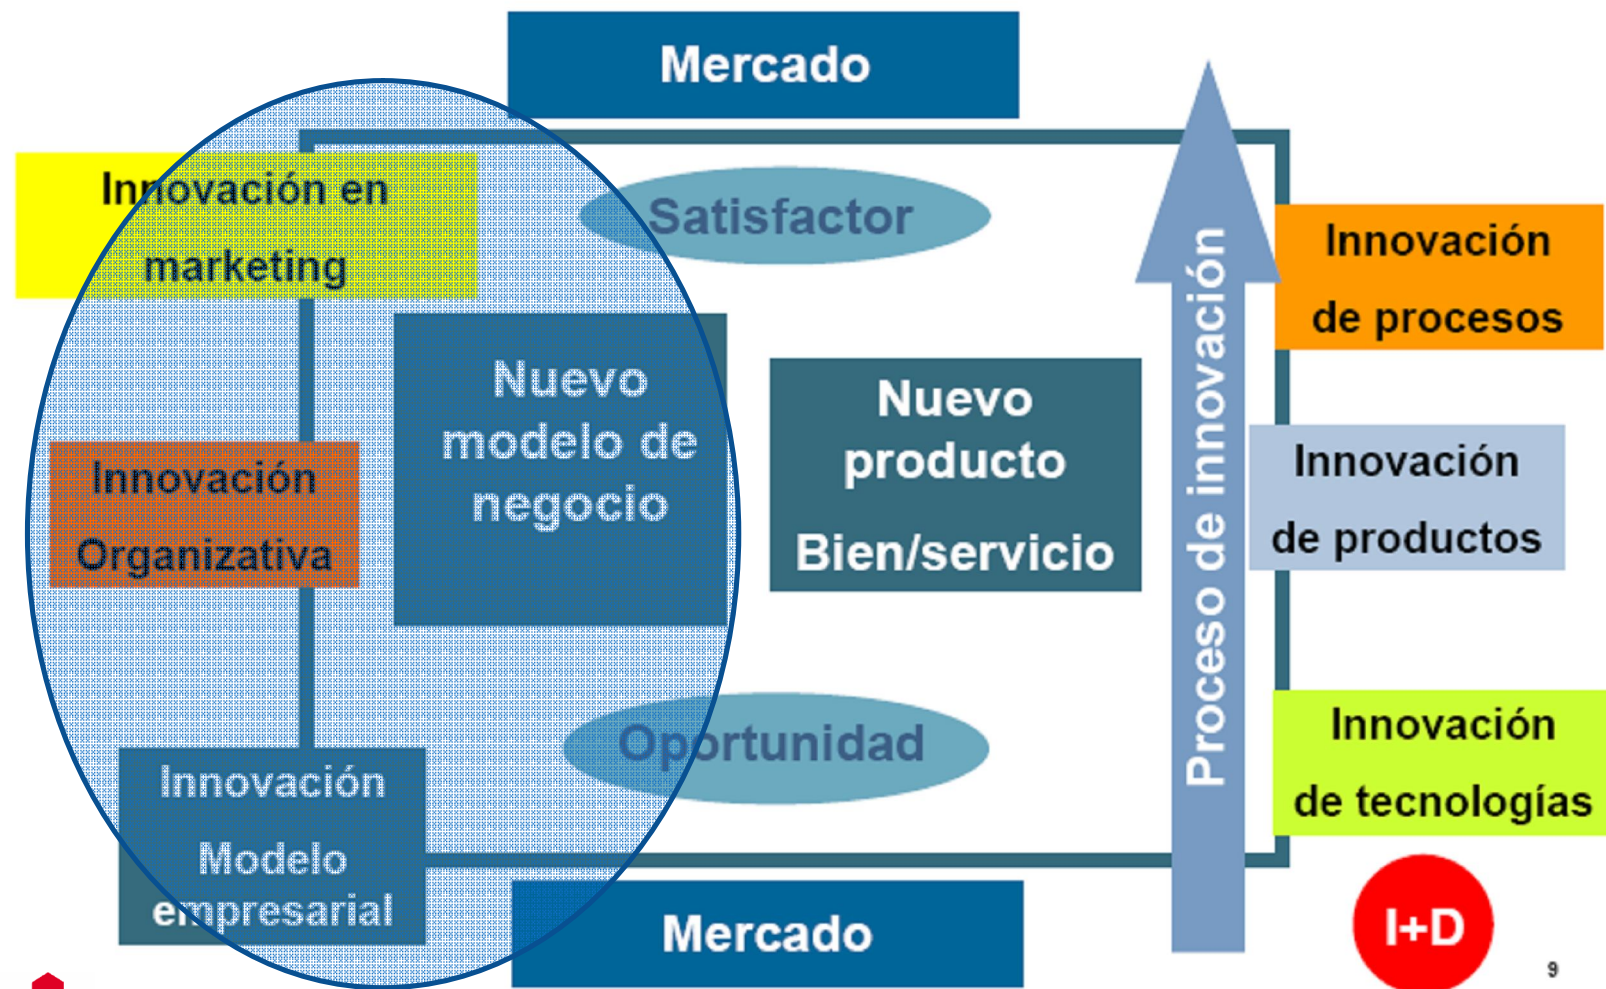 Mercado
Innovación en
marketing
Satisfactor
Innovación
de procesos
Nuevo
modelo de
negocio
Nuevo
producto
Bien/servicio
Proceso de innovación
Innovación
Organizativa
Innovación
de productos
Oportunidad
Innovación
de tecnologías
Innovación
Modelo
empresarial
Mercado
I+D
9